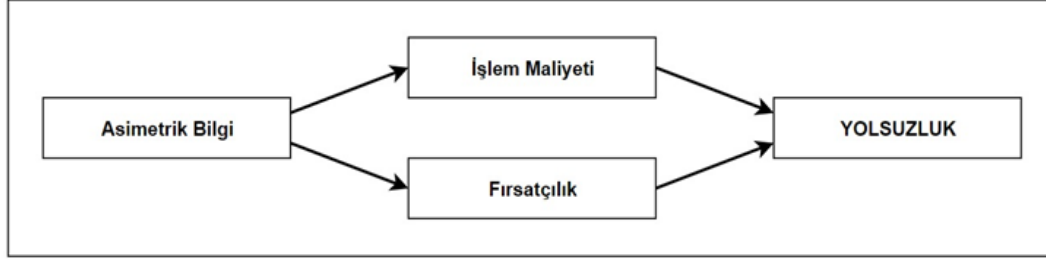 İşlem Maliyeti
Asimetrik Bilgi
YOLSUZLUK
Fırsatçılık